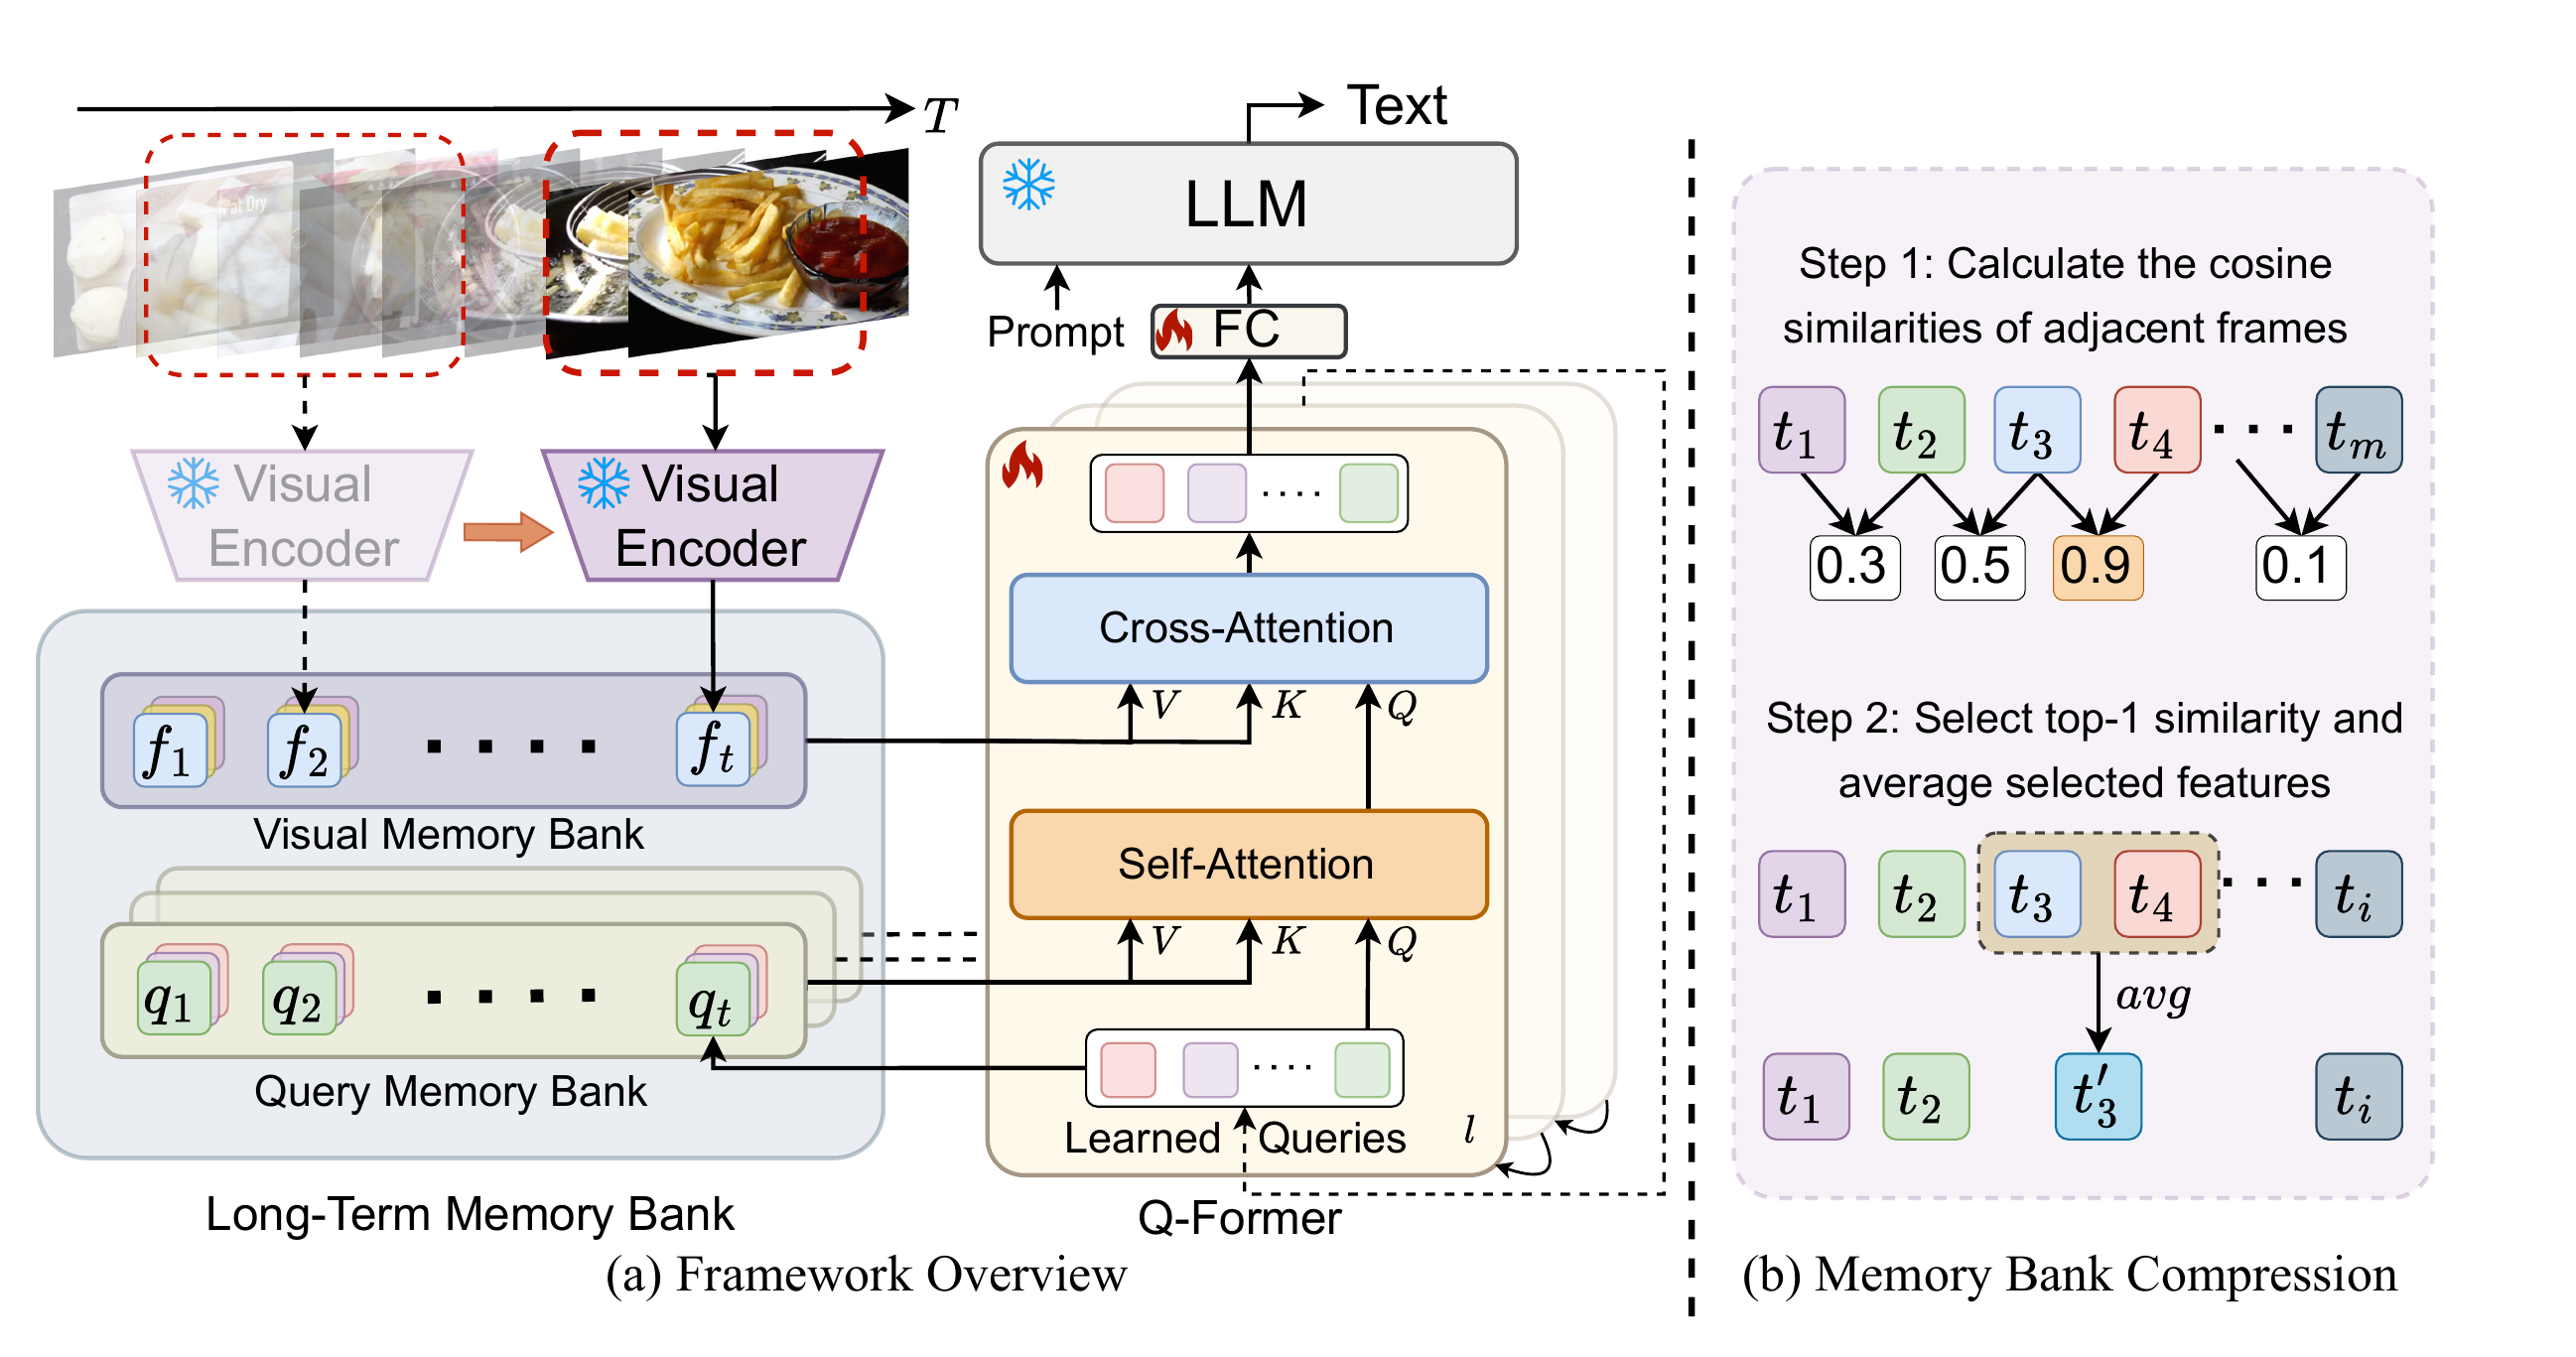 T
Pat Dry
Visual
Encoder
Visual
Encoder
f1
f2
. . . .
ft
Visual Memory Bank
q1
q2
. . . .
qt
Query Memory Bank
Long-Term Memory Bank
Text
LLM
Prompt
FC
. . . .
Cross-Attention
V
K
Q
Self-Attention
V
K
Q
. . . .
Learned Queries
l
Q-Former
(a) Framework Overview
Step 1: Calculate the cosine
similarities of adjacent frames
t1 t2 t3 t4 . . . tm
0.3 0.5 0.9 0.1
Step 2: Select top-1 similarity and
average selected features
t1 t2 t3 t4 . . . ti
avg
t1 t2 t′3 ti
(b) Memory Bank Compression